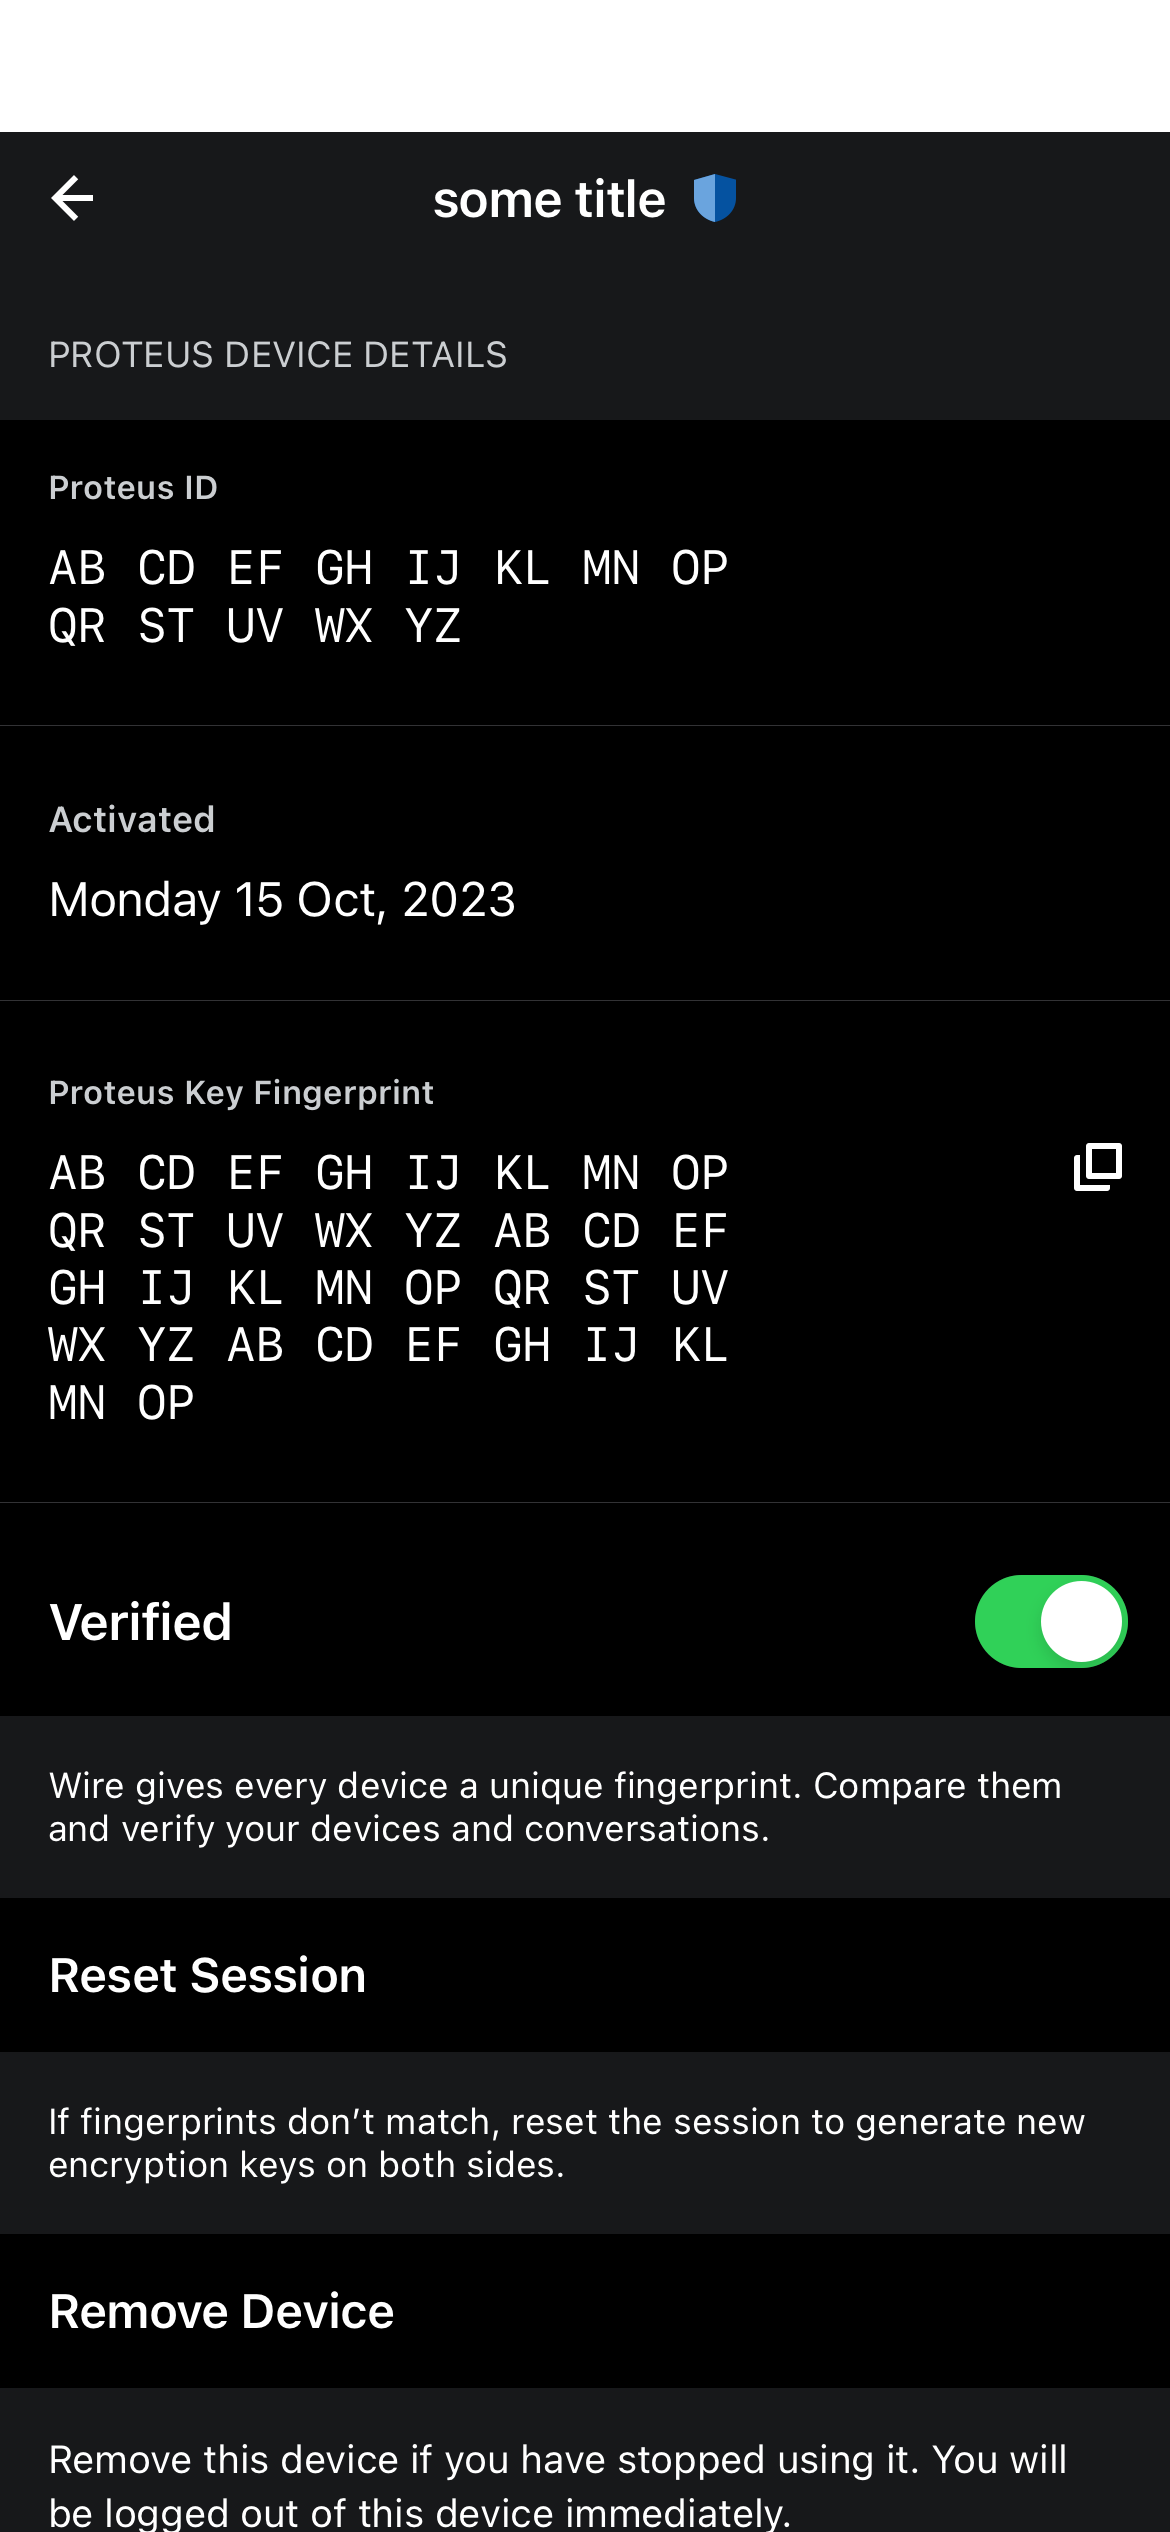 some title
PROTEUS DEVICE DETAILS
Proteus ID
AB CD EF GH IJ KL MN OP
QR ST UV WX YZ
Activated
Monday 15 Oct, 2023
Proteus Key Fingerprint
AB CD EF GH IJ KL MN OP
QR ST UV WX YZ AB CD EF
GH IJ KL MN OP QR ST UV
WX YZ AB CD EF GH IJ KL
MN OP
Verified
Wire gives every device a unique fingerprint. Compare them
and verify your devices and conversations.
Reset Session
If fingerprints don’t match, reset the session to generate new
encryption keys on both sides.
Remove Device
Remove this device if you have stopped using it. You will
be logged out of this device immediately.